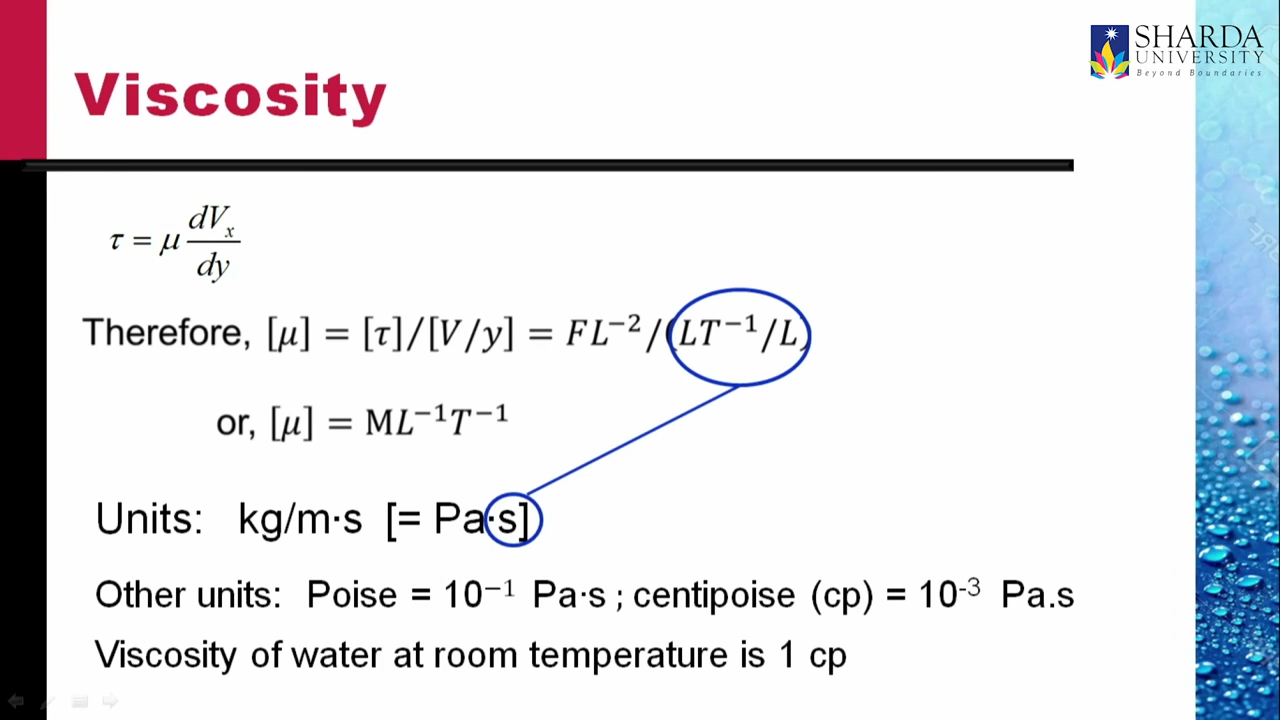 SHARDA
UNIVERSITY
Beyond Boundaries
Viscosity
τ = μ dVₓ/dy
Therefore, [μ] = [τ]/[V/y] = FL⁻²/(LT⁻¹/L)
or, [μ] = ML⁻¹T⁻¹
Units: kg/m·s [= Pa·s]
Other units: Poise = 10⁻¹ Pa·s ; centipoise (cp) = 10⁻³ Pa.s
Viscosity of water at room temperature is 1 cp